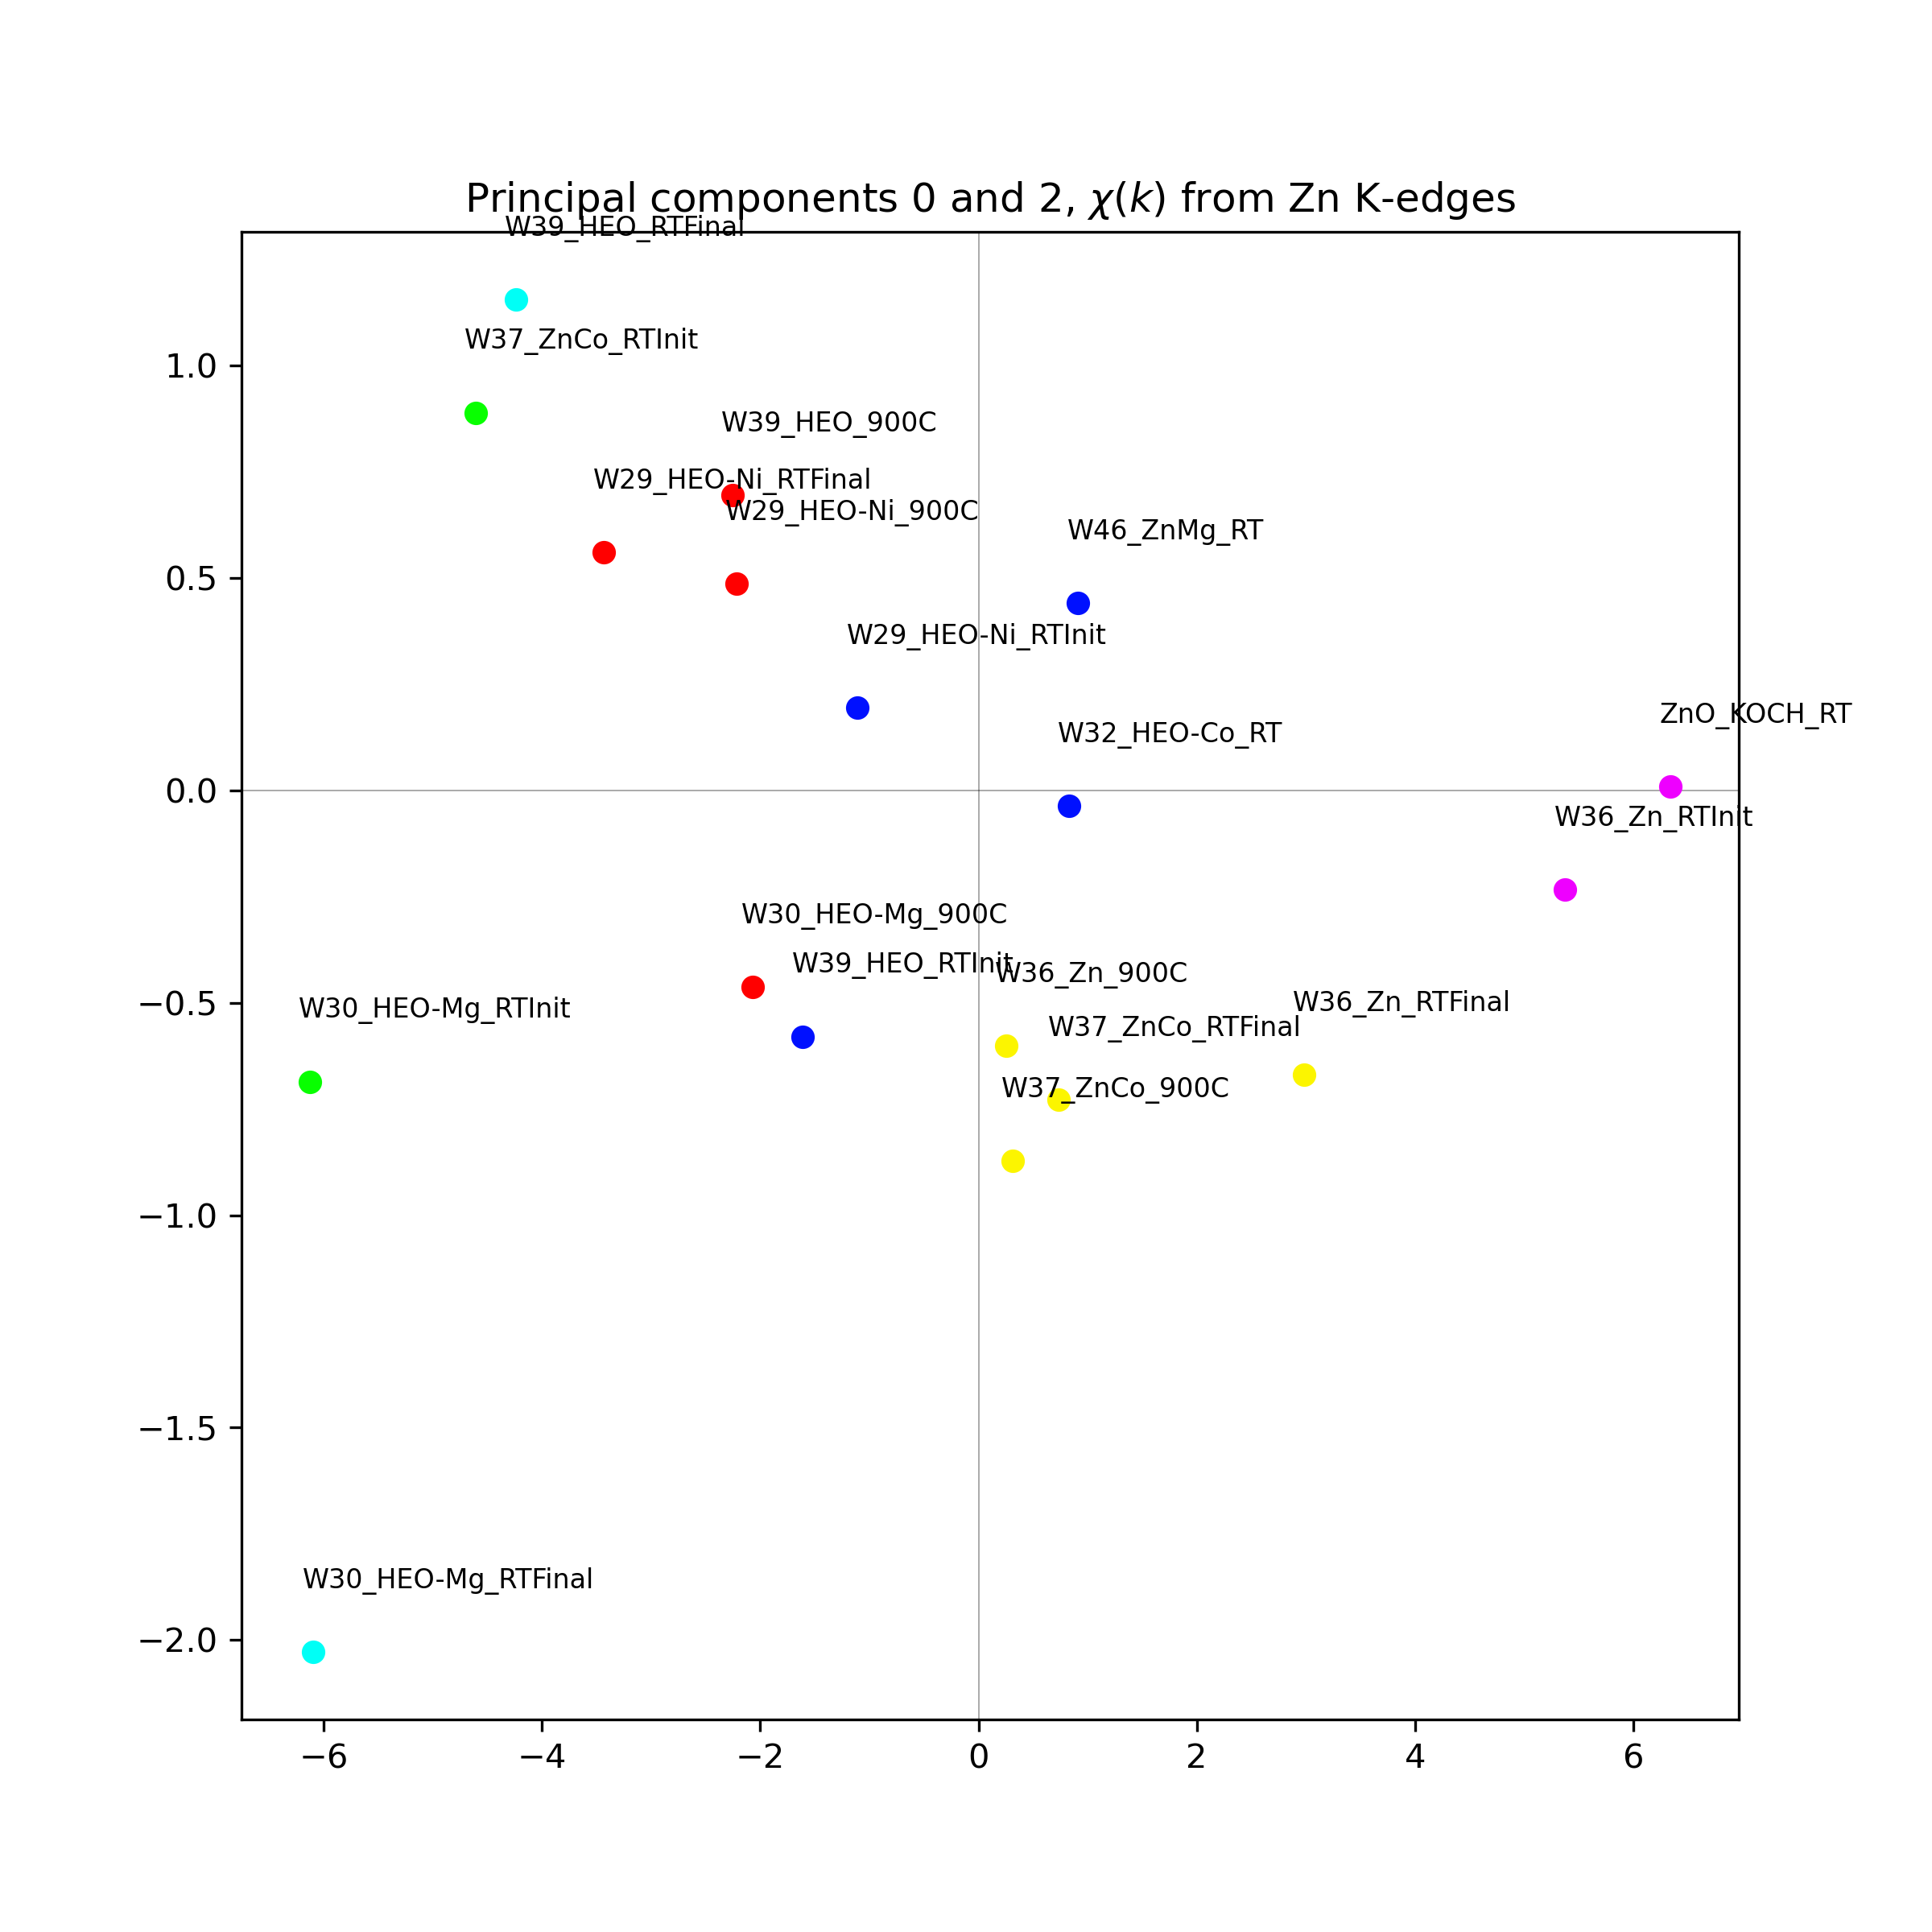 Principal components 0 and 2, χ(k) from Zn K-edges
W39_HEO_RTFinal
W37_ZnCo_RTInit
W39_HEO_900C
W29_HEO-Ni_RTFinal
W29_HEO-Ni_900C
W46_ZnMg_RT
W29_HEO-Ni_RTInit
ZnO_KOCH_RT
W32_HEO-Co_RT
W36_Zn_RTInit
W30_HEO-Mg_900C
W39_HEO_RTInit
W36_Zn_900C
W36_Zn_RTFinal
W30_HEO-Mg_RTInit
W37_ZnCo_RTFinal
W37_ZnCo_900C
W30_HEO-Mg_RTFinal
1.0
0.5
0.0
−0.5
−1.0
−1.5
−2.0
−6 −4 −2 0 2 4 6